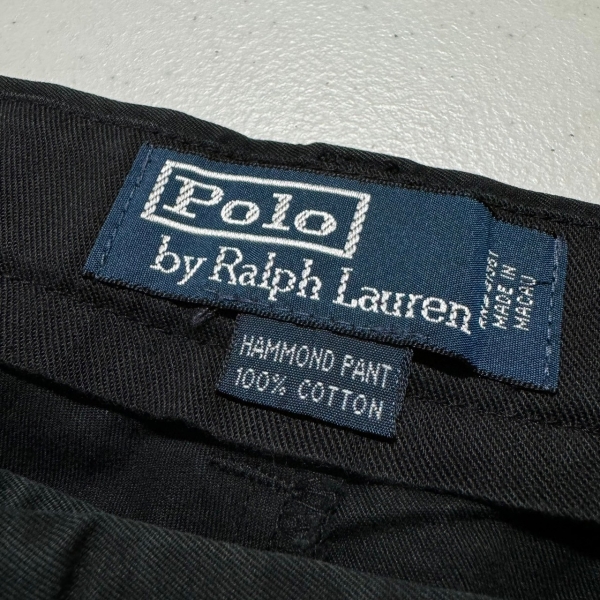 Polo
by Ralph Lauren
MADE IN
MACAU
HAMMOND PANT
100% COTTON